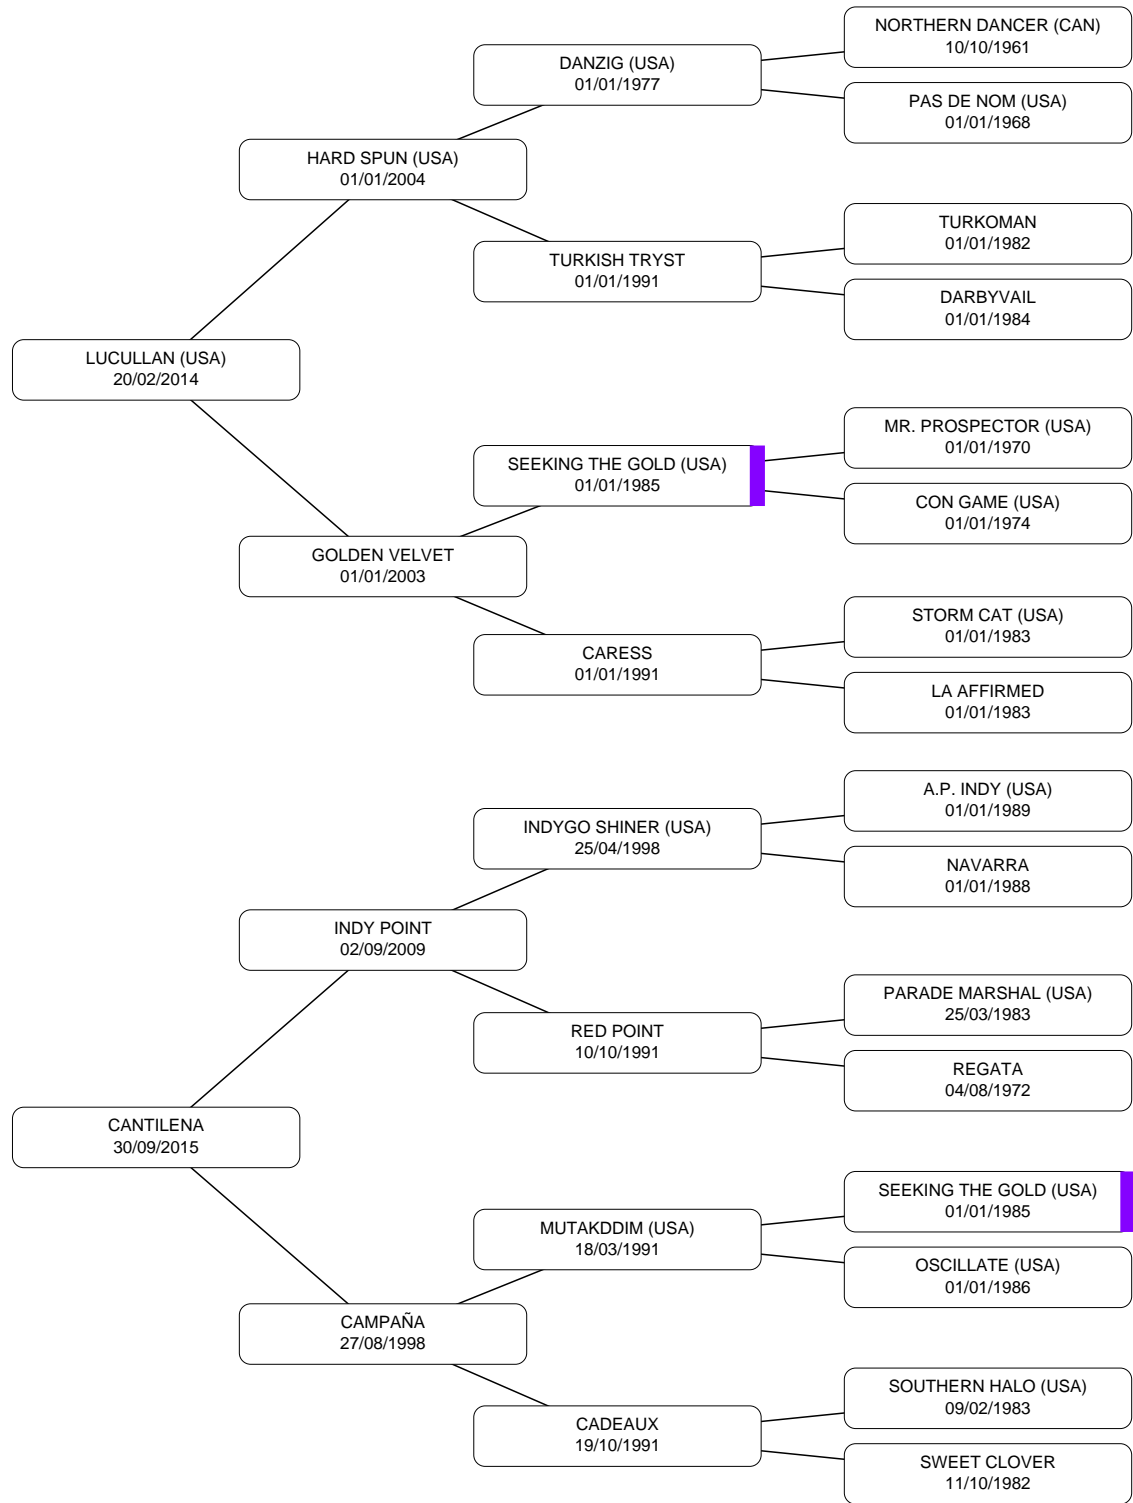 NORTHERN DANCER (CAN)
10/10/1961
DANZIG (USA)
01/01/1977
PAS DE NOM (USA)
01/01/1968
HARD SPUN (USA)
01/01/2004
TURKOMAN
01/01/1982
TURKISH TRYST
01/01/1991
DARBYVAIL
01/01/1984
LUCULLAN (USA)
20/02/2014
MR. PROSPECTOR (USA)
01/01/1970
SEEKING THE GOLD (USA)
01/01/1985
CON GAME (USA)
01/01/1974
GOLDEN VELVET
01/01/2003
STORM CAT (USA)
01/01/1983
CARESS
01/01/1991
LA AFFIRMED
01/01/1983
A.P. INDY (USA)
01/01/1989
INDYGO SHINER (USA)
25/04/1998
NAVARRA
01/01/1988
INDY POINT
02/09/2009
PARADE MARSHAL (USA)
25/03/1983
RED POINT
10/10/1991
REGATA
04/08/1972
CANTILENA
30/09/2015
SEEKING THE GOLD (USA)
01/01/1985
MUTAKDDIM (USA)
18/03/1991
OSCILLATE (USA)
01/01/1986
CAMPAÑA
27/08/1998
SOUTHERN HALO (USA)
09/02/1983
CADEAUX
19/10/1991
SWEET CLOVER
11/10/1982